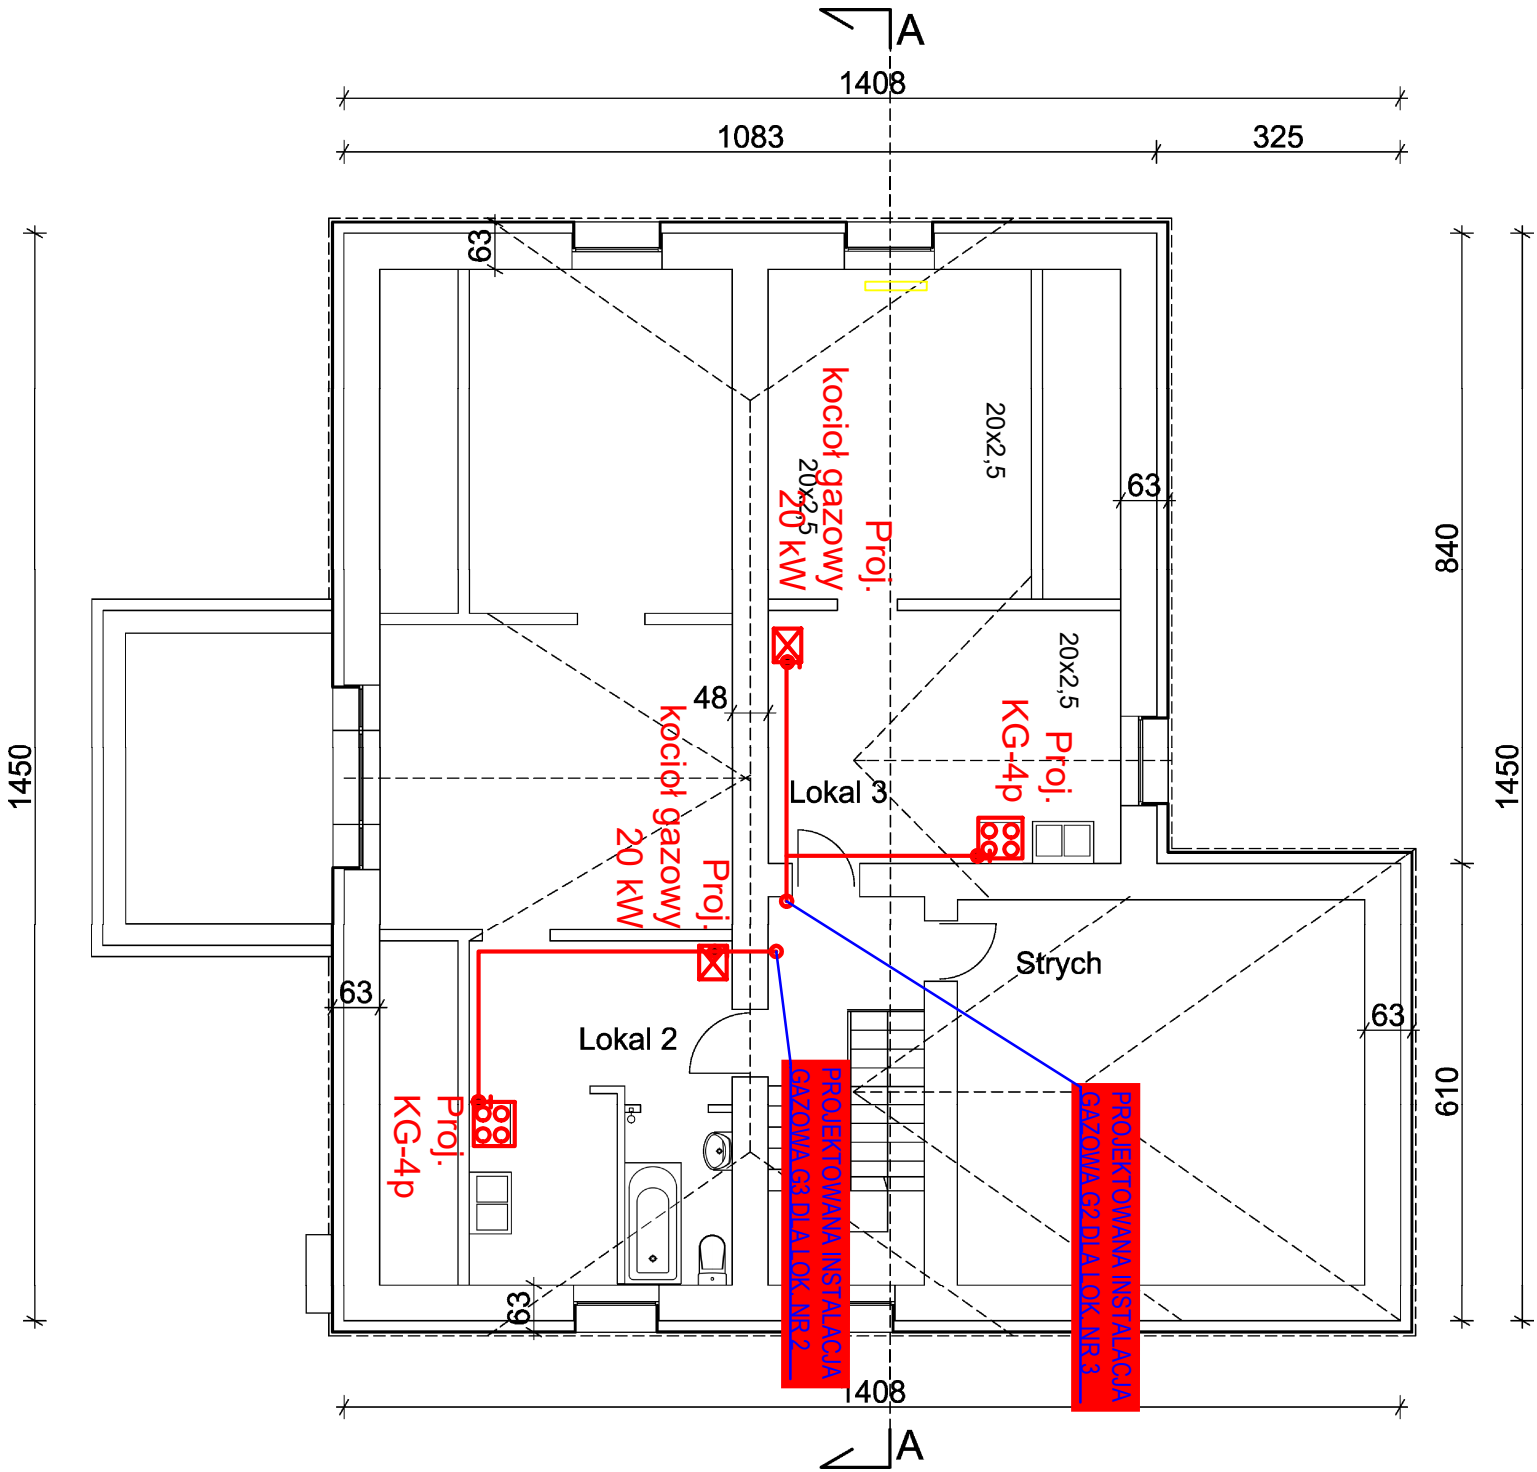 A
1408
1083
325
63
63
1450
840
1450
20x2,5
20x2,5
Proj.
kocioł gazowy
20 kW
20x2,5
48
Proj.
KG-4p
Lokal 3
Proj.
kocioł gazowy
20 kW
Strych
63
63
Lokal 2
610
Proj.
KG-4p
PROJEKTOWANA INSTALACJA
GAZOWA G3 DLA LOK. NR 2
PROJEKTOWANA INSTALACJA
GAZOWA G2 DLA LOK. NR 3
63
1408
A